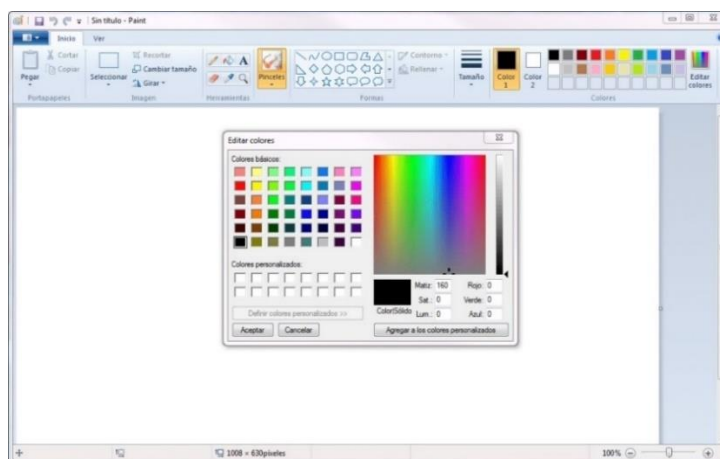 Sin título - Paint
Inicio Ver
Pegar
Cortar
Copiar
Portapapeles
Seleccionar
Recortar
Cambiar tamaño
Girar
Imagen
A
Herramientas
Pinceles
Contorno
Rellenar
Formas
Tamaño
Color 1
Color 2
Editar colores
Colores
Editar colores
Colores básicos:
Colores personalizados:
Definir colores personalizados >>
Aceptar Cancelar
Color|Sólido
Matiz: 160 Rojo: 0
Sat.: 0 Verde: 0
Lum.: 0 Azul: 0
Agregar a los colores personalizados
1008 × 630píxeles
100%